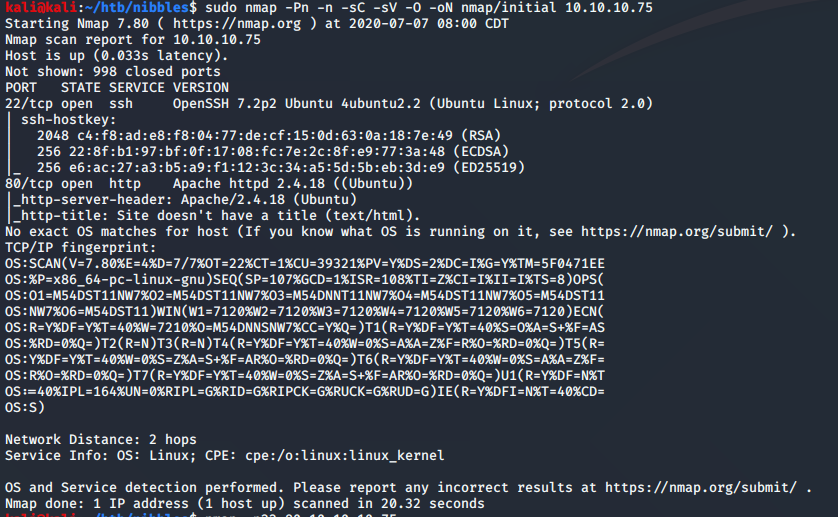 kali@kali:~/htb/nibbles$ sudo nmap -Pn -n -sC -sV -O -oN nmap/initial 10.10.10.75
Starting Nmap 7.80 ( https://nmap.org ) at 2020-07-07 08:00 CDT
Nmap scan report for 10.10.10.75
Host is up (0.033s latency).
Not shown: 998 closed ports
PORT   STATE SERVICE VERSION
22/tcp open  ssh     OpenSSH 7.2p2 Ubuntu 4ubuntu2.2 (Ubuntu Linux; protocol 2.0)
| ssh-hostkey:
|   2048 c4:f8:ad:e8:f8:04:77:de:cf:15:0d:63:0a:18:7e:49 (RSA)
|   256 22:8f:b1:97:bf:0f:17:08:fc:7e:2c:8f:e9:77:3a:48 (ECDSA)
|_  256 e6:ac:27:a3:b5:a9:f1:12:3c:34:a5:5d:5b:eb:3d:e9 (ED25519)
80/tcp open  http    Apache httpd 2.4.18 ((Ubuntu))
|_http-server-header: Apache/2.4.18 (Ubuntu)
|_http-title: Site doesn't have a title (text/html).
No exact OS matches for host (If you know what OS is running on it, see https://nmap.org/submit/ ).
TCP/IP fingerprint:
OS:SCAN(V=7.80%E=4%D=7/7%OT=22%CT=1%CU=39321%PV=Y%DS=2%DC=I%G=Y%TM=5F0471EE
OS:%P=x86_64-pc-linux-gnu)SEQ(SP=107%GCD=1%ISR=108%TI=Z%CI=I%II=I%TS=8)OPS(
OS:O1=M54DST11NW7%O2=M54DST11NW7%O3=M54DNNT11NW7%O4=M54DST11NW7%O5=M54DST11
OS:NW7%O6=M54DST11)WIN(W1=7120%W2=7120%W3=7120%W4=7120%W5=7120%W6=7120)ECN(
OS:R=Y%DF=Y%T=40%W=7210%O=M54DNNSNW7%CC=Y%Q=)T1(R=Y%DF=Y%T=40%S=O%A=S+%F=AS
OS:%RD=0%Q=)T2(R=N)T3(R=N)T4(R=Y%DF=Y%T=40%W=0%S=A%A=Z%F=R%O=%RD=0%Q=)T5(R=
OS:Y%DF=Y%T=40%W=0%S=Z%A=S+%F=AR%O=%RD=0%Q=)T6(R=Y%DF=Y%T=40%W=0%S=A%A=Z%F=
OS:R%O=%RD=0%Q=)T7(R=Y%DF=Y%T=40%W=0%S=Z%A=S+%F=AR%O=%RD=0%Q=)U1(R=Y%DF=N%T
OS:=40%IPL=164%UN=0%RIPL=G%RID=G%RIPCK=G%RUCK=G%RUD=G)IE(R=Y%DFI=N%T=40%CD=
OS:S)
Network Distance: 2 hops
Service Info: OS: Linux; CPE: cpe:/o:linux:linux_kernel
OS and Service detection performed. Please report any incorrect results at https://nmap.org/submit/ .
Nmap done: 1 IP address (1 host up) scanned in 20.32 seconds